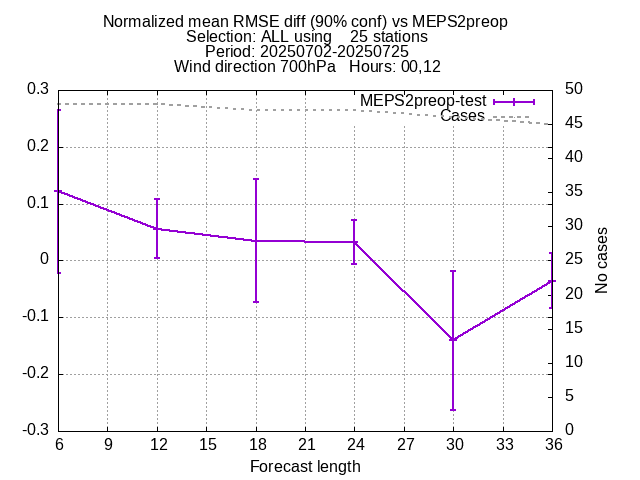 Normalized mean RMSE diff (90% conf) vs MEPS2preop
Selection: ALL using    25 stations
Period: 20250702-20250725
Wind direction 700hPa   Hours: 00,12
MEPS2preop-test
Cases
0.3
0.2
0.1
0
-0.1
-0.2
-0.3
50
45
40
35
30
25
20
15
10
5
0
No cases
6 9 12 15 18 21 24 27 30 33 36
Forecast length